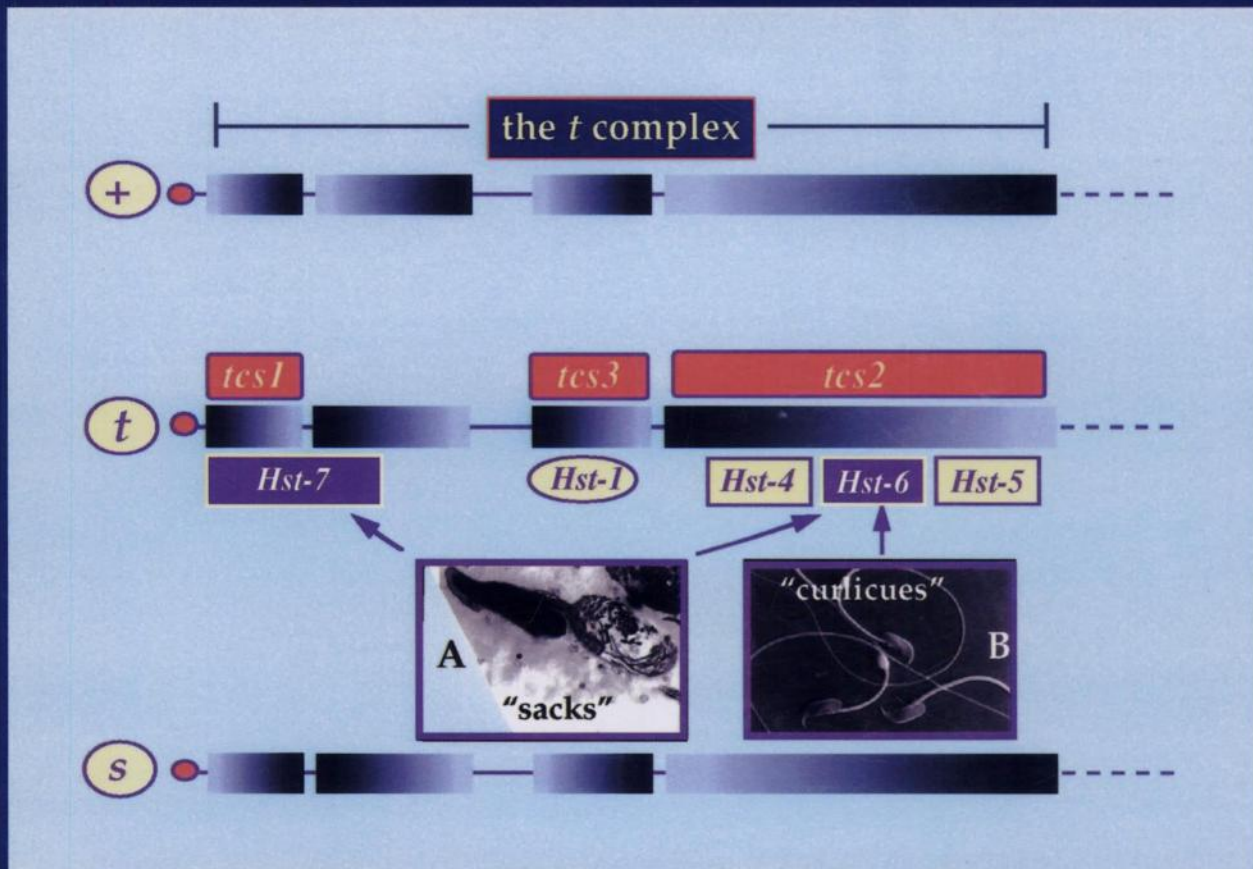 the t complex
+
tcs1 tcs3 tcs2
t
Hst-7 Hst-1 Hst-4 Hst-6 Hst-5
"curlicues"
A B
"sacks"
s